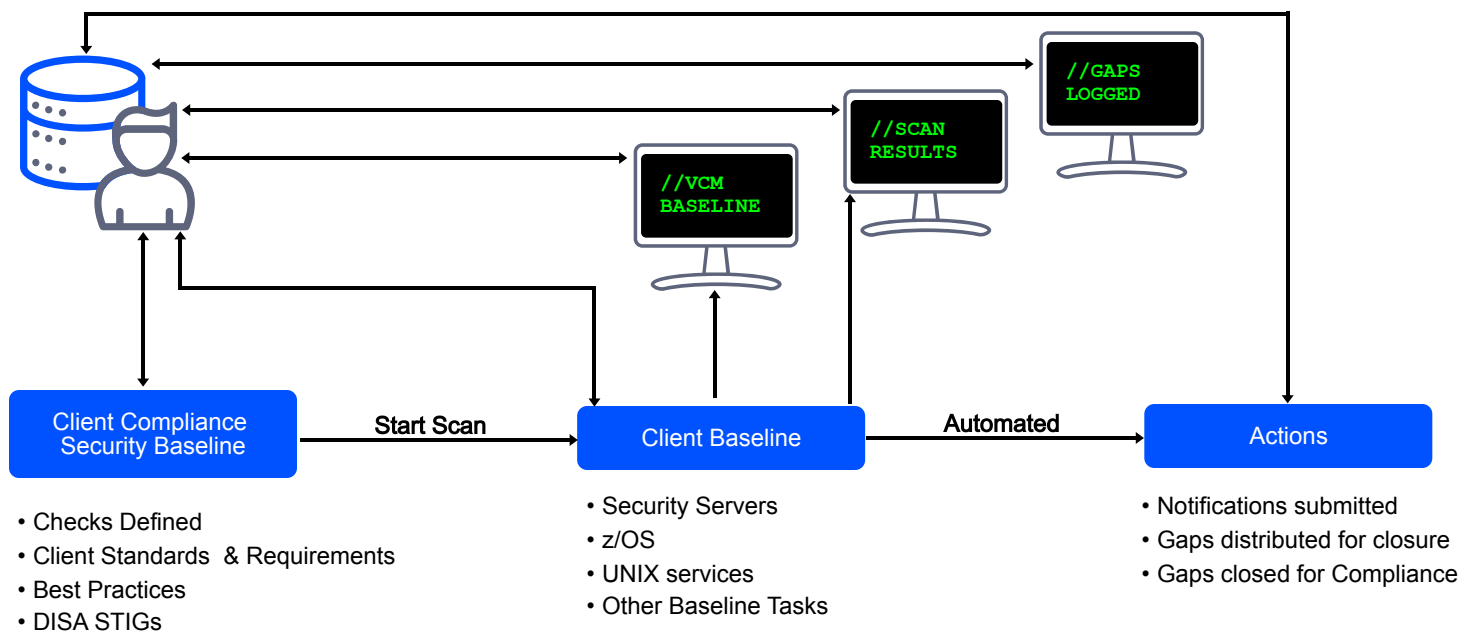 //GAPS
LOGGED
//SCAN
RESULTS
//VCM
BASELINE
Client Compliance
Security Baseline
Start Scan
Client Baseline
Automated
Actions
• Checks Defined
• Client Standards & Requirements
• Best Practices
• DISA STIGs
• Security Servers
• z/OS
• UNIX services
• Other Baseline Tasks
• Notifications submitted
• Gaps distributed for closure
• Gaps closed for Compliance